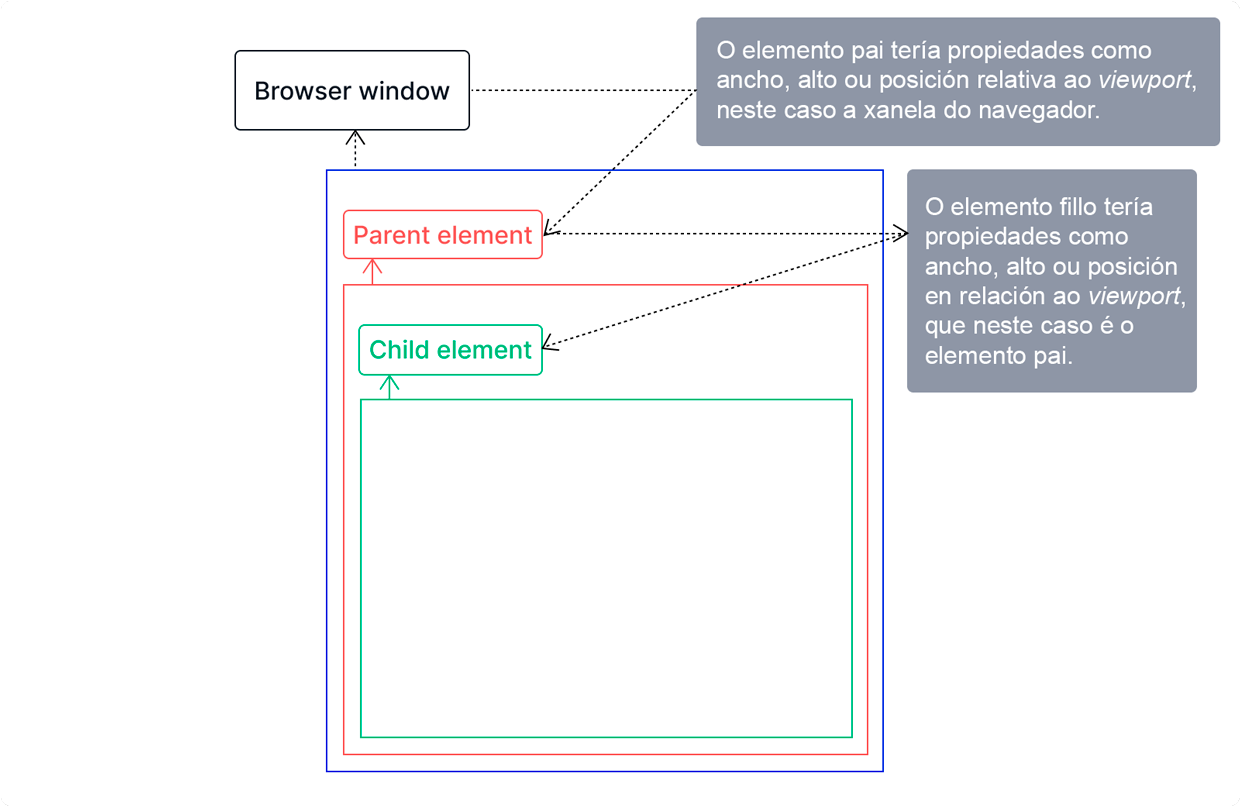 Browser window
O elemento pai tería propiedades como
ancho, alto ou posición relativa ao viewport,
neste caso a xanela do navegador.
Parent element
O elemento fillo tería
propiedades como
ancho, alto ou posición
en relación ao viewport,
que neste caso é o
elemento pai.
Child element